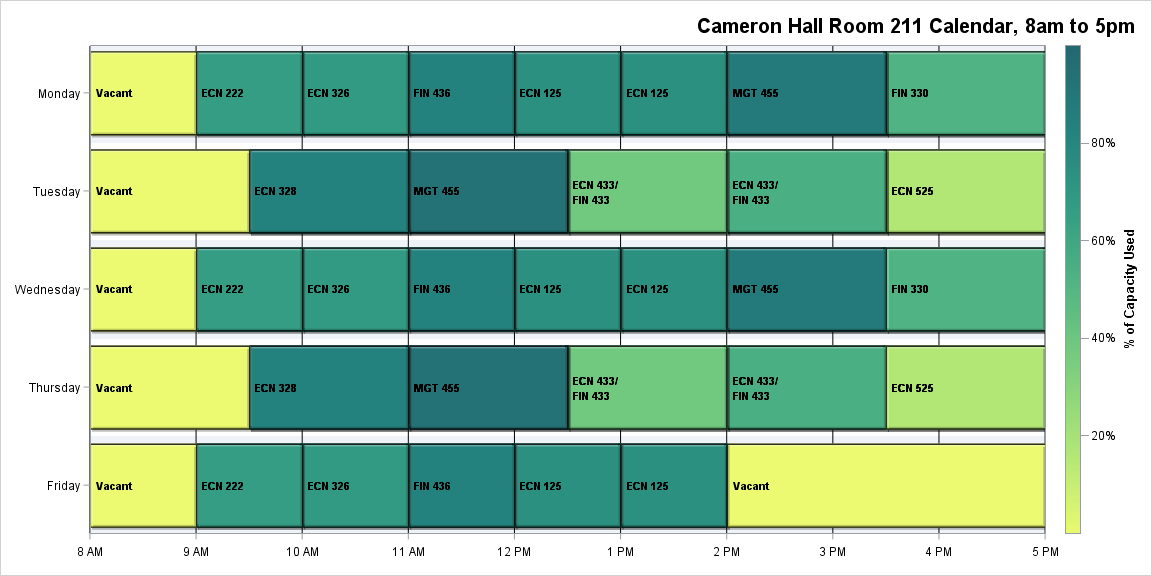 Cameron Hall Room 211 Calendar, 8am to 5pm
Monday
Vacant
ECN 222
ECN 326
FIN 436
ECN 125
ECN 125
MGT 455
FIN 330
Tuesday
Vacant
ECN 328
MGT 455
ECN 433/
FIN 433
ECN 433/
FIN 433
ECN 525
Wednesday
Vacant
ECN 222
ECN 326
FIN 436
ECN 125
ECN 125
MGT 455
FIN 330
Thursday
Vacant
ECN 328
MGT 455
ECN 433/
FIN 433
ECN 433/
FIN 433
ECN 525
Friday
Vacant
ECN 222
ECN 326
FIN 436
ECN 125
ECN 125
Vacant
8 AM
9 AM
10 AM
11 AM
12 PM
1 PM
2 PM
3 PM
4 PM
5 PM
80%
60%
40%
20%
% of Capacity Used